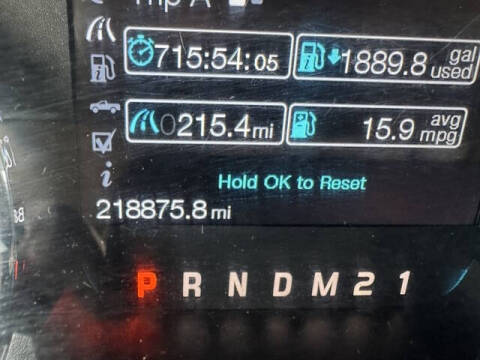 Trip A
715:54:05
1889.8 gal used
0215.4 mi
15.9 avg mpg
Hold OK to Reset
218875.8 mi
P R N D M 2 1